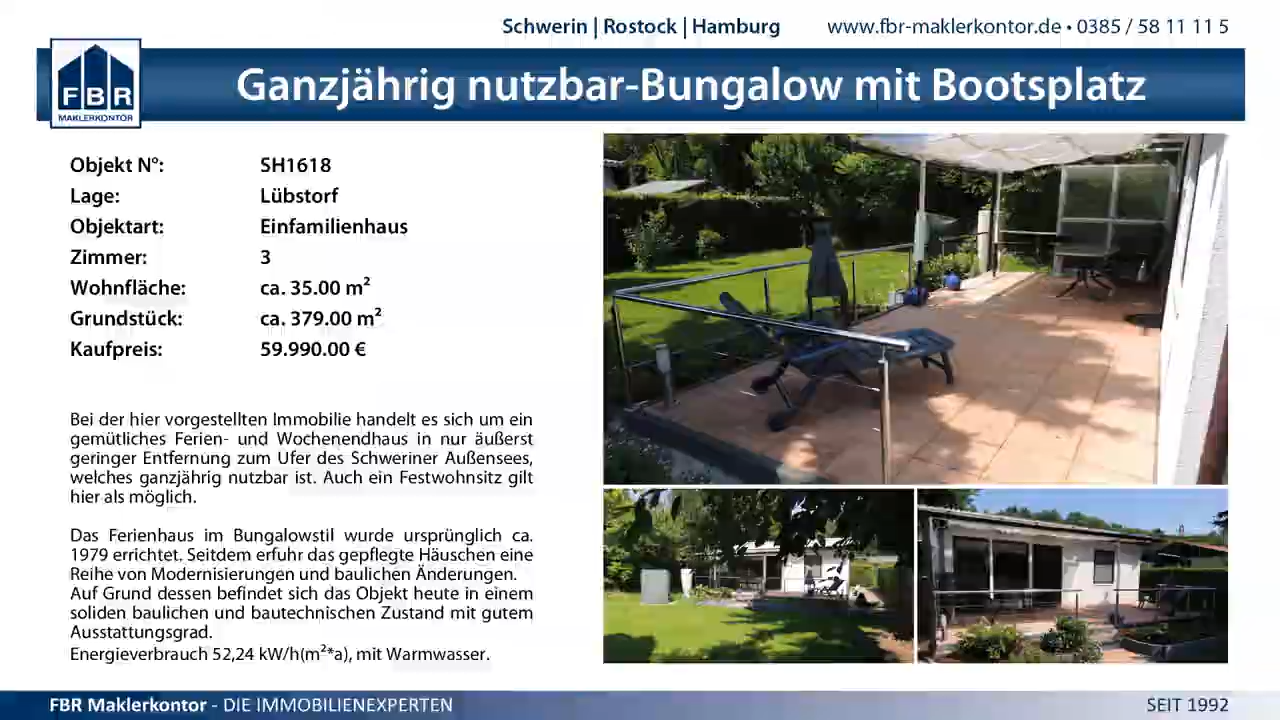 Schwerin | Rostock | Hamburg www.fbr-maklerkontor.de • 0385 / 58 11 11 5
FBR
MAKLERKONTOR
Ganzjährig nutzbar-Bungalow mit Bootsplatz
Objekt N°: SH1618
Lage: Lübstorf
Objektart: Einfamilienhaus
Zimmer: 3
Wohnfläche: ca. 35.00 m²
Grundstück: ca. 379.00 m²
Kaufpreis: 59.990.00 €
Bei der hier vorgestellten Immobilie handelt es sich um ein
gemütliches Ferien- und Wochenendhaus in nur äußerst
geringer Entfernung zum Ufer des Schweriner Außensees,
welches ganzjährig nutzbar ist. Auch ein Festwohnsitz gilt
hier als möglich.
Das Ferienhaus im Bungalowstil wurde ursprünglich ca.
1979 errichtet. Seitdem erfuhr das gepflegte Häuschen eine
Reihe von Modernisierungen und baulichen Änderungen.
Auf Grund dessen befindet sich das Objekt heute in einem
soliden baulichen und bautechnischen Zustand mit gutem
Ausstattungsgrad.
Energieverbrauch 52,24 kW/h(m²*a), mit Warmwasser.
FBR Maklerkontor - DIE IMMOBILIENEXPERTEN SEIT 1992